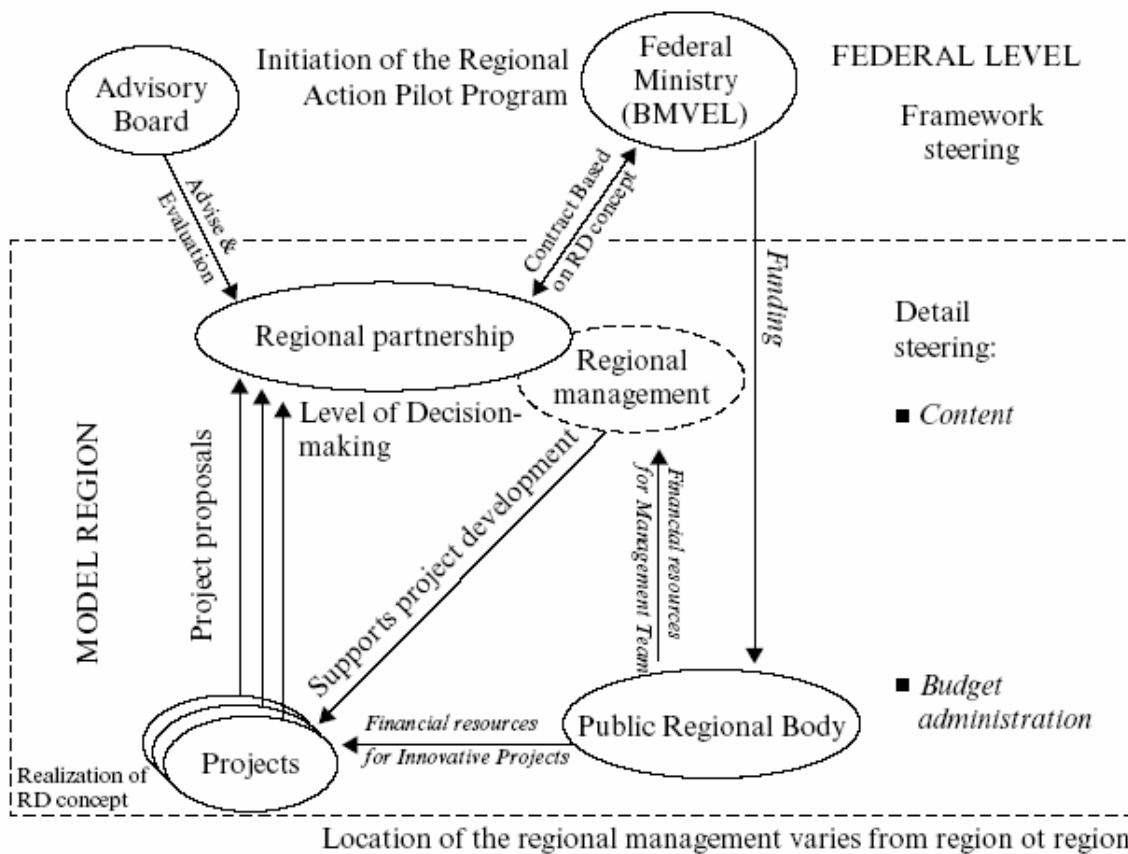 Advisory
Board
Initiation of the Regional
Action Pilot Program
Federal
Ministry
(BMVEL)
FEDERAL LEVEL
Framework
steering
Advise &
Evaluation
Contract Based
on RD concept
Funding
Regional partnership
Regional
management
Detail
steering:
■ Content
Level of Decision-
making
MODEL REGION
Project proposals
Supports project development
Financial resources
for Management Team
■ Budget
administration
Public Regional Body
Financial resources
for Innovative Projects
Projects
Realization of
RD concept
Location of the regional management varies from region ot region